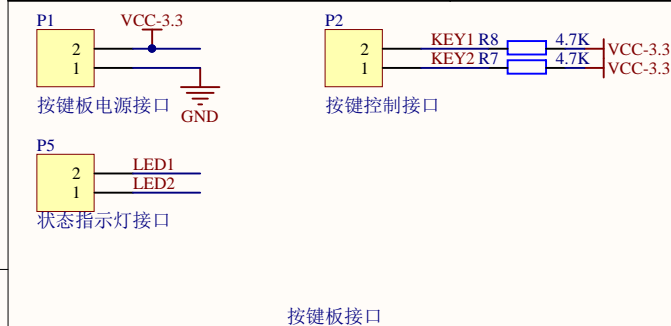 P1
VCC-3.3
2
1
GND
按键板电源接口
P2
KEY1 R8 4.7K VCC-3.3
2
KEY2 R7 4.7K VCC-3.3
1
按键控制接口
P5
LED1
2
LED2
1
状态指示灯接口
按键板接口